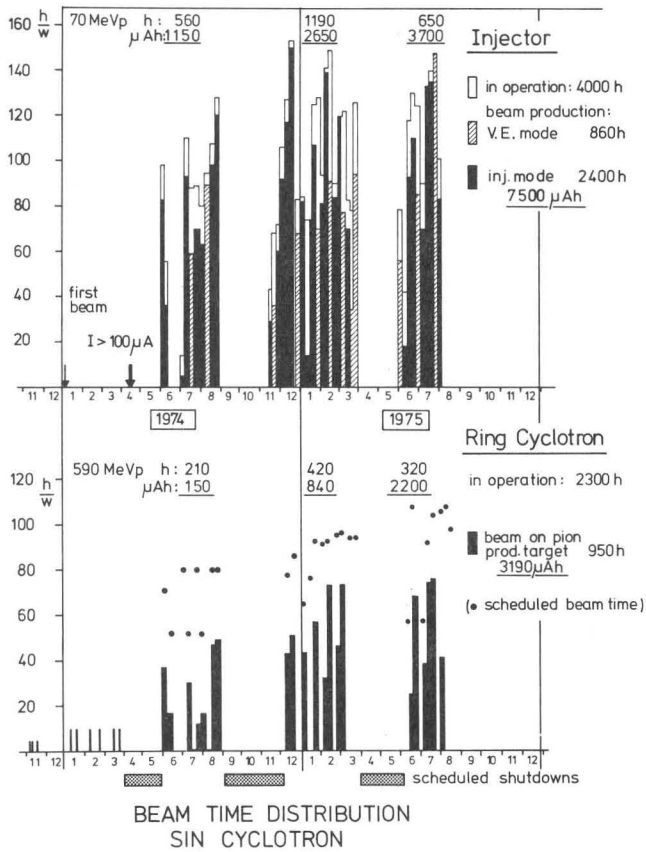 h/w 70 MeVp h: 560 1190 650
µAh: 1150 2650 3700
Injector
160
140
120
100
80
60
40
20
in operation: 4000 h
beam production:
V.E. mode 860h
inj. mode 2400 h
7500 µAh
first
beam
I > 100µA
11 12 1 2 3 4 5 6 7 8 9 10 11 12 1 2 3 4 5 6 7 8 9 10 11 12
1974 1975
Ring Cyclotron
h/w 590 MeVp h: 210 420 320
µAh: 150 840 2200
120
100
80
60
40
20
in operation: 2300 h
beam on pion
prod. target 950 h
3190µAh
(• scheduled beam time)
11 12 1 2 3 4 5 6 7 8 9 10 11 12 1 2 3 4 5 6 7 8 9 10 11 12
scheduled shutdowns
BEAM TIME DISTRIBUTION
SIN CYCLOTRON